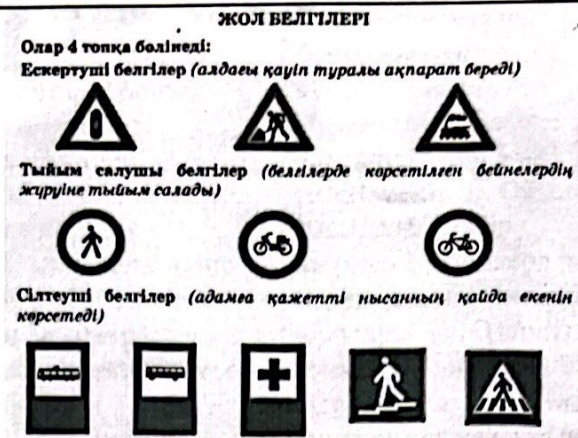 ЖОЛ БЕЛГІЛЕРІ
Олар 4 топқа бөлінеді:
Ескертуші белгілер (алдағы қауіп туралы ақпарат береді)
Тыйым салушы белгілер (белгілерде көрсетілген бейнелердің
жүруіне тыйым салады)
Сілтеуші белгілер (адамға қажетті нысанның қайда екенін
көрсетеді)